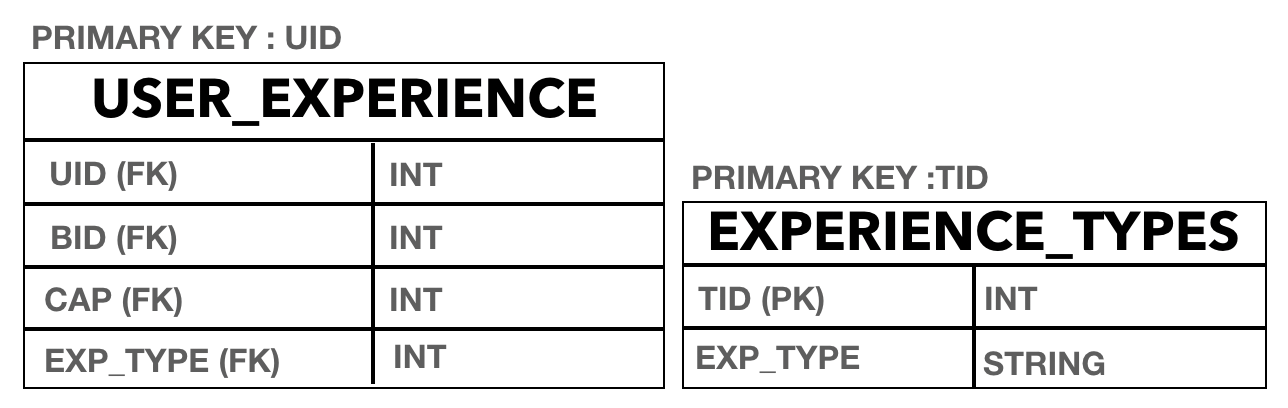 PRIMARY KEY : UID
USER_EXPERIENCE
UID (FK) INT
BID (FK) INT
CAP (FK) INT
EXP_TYPE (FK) INT
PRIMARY KEY :TID
EXPERIENCE_TYPES
TID (PK) INT
EXP_TYPE STRING